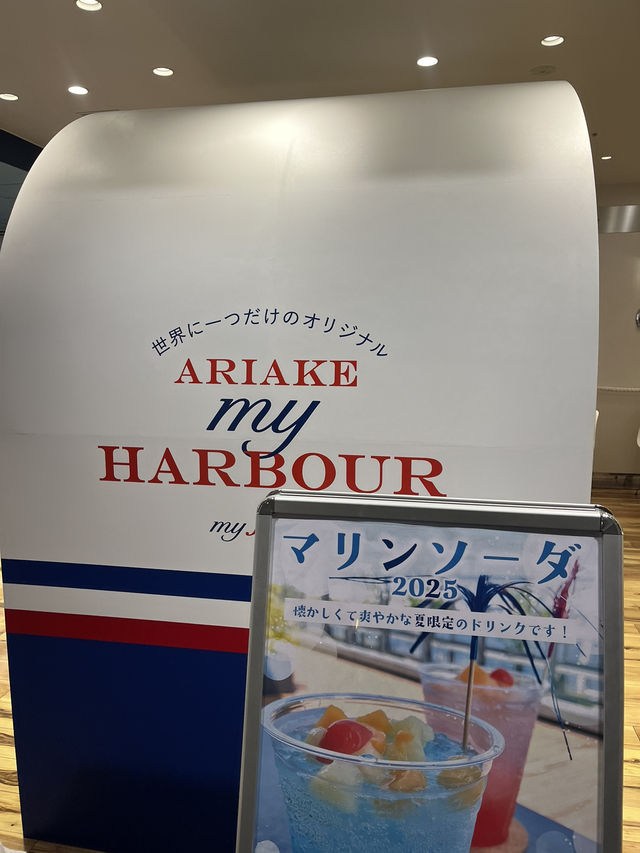 世界に一つだけのオリジナル
ARIAKE
my
HARBOUR
my
マリンソーダ
2025
懐かしくて爽やかな夏限定のドリンクです！